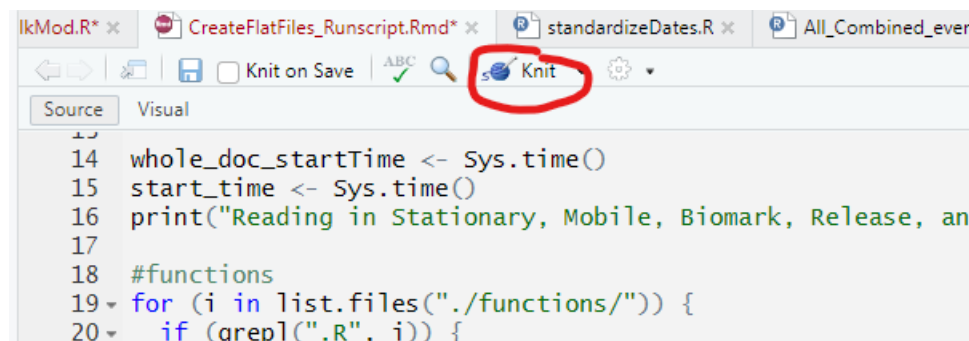 lkMod.R* × CreateFlatFiles_Runscript.Rmd* × standardizeDates.R × All_Combined_ever
Knit on Save ABC Knit
Source Visual
14 whole_doc_startTime <- Sys.time()
15 start_time <- Sys.time()
16 print("Reading in Stationary, Mobile, Biomark, Release, an
17
18 #functions
19 for (i in list.files("./functions/")) {
20 if (grepl(".R", i)) {